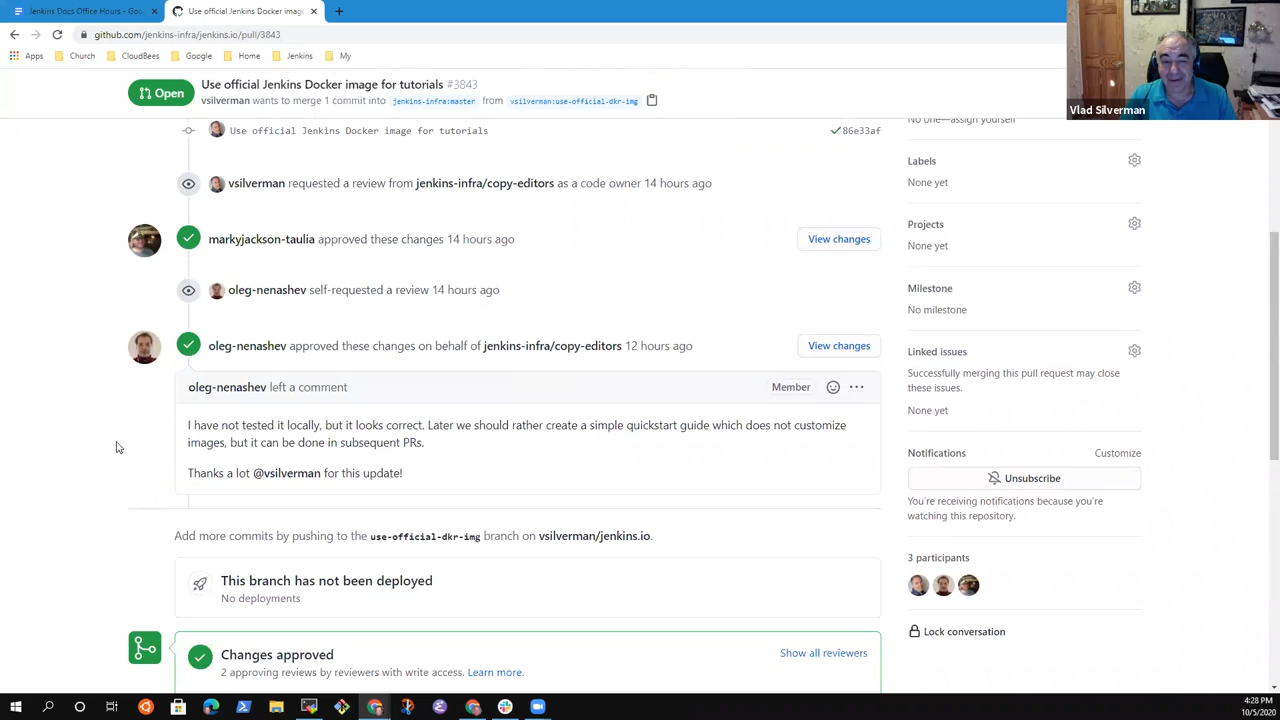 Jenkins Docs Office Hours - Goo
Use official Jenkins Docker imag
github.com/jenkins-infra/jenkins.io/pull/3843
Apps
Church
CloudBees
Google
Home
Jenkins
My
Vlad Silverman
Open
Use official Jenkins Docker image for tutorials #3843
vsilverman wants to merge 1 commit into jenkins-infra:master from vsilverman:use-official-dkr-img
Use official Jenkins Docker image for tutorials
86e33af
vsilverman requested a review from jenkins-infra/copy-editors as a code owner 14 hours ago
markyjackson-taulia approved these changes 14 hours ago
View changes
oleg-nenashev self-requested a review 14 hours ago
oleg-nenashev approved these changes on behalf of jenkins-infra/copy-editors 12 hours ago
View changes
oleg-nenashev left a comment
Member
I have not tested it locally, but it looks correct. Later we should rather create a simple quickstart guide which does not customize
images, but it can be done in subsequent PRs.
Thanks a lot @vsilverman for this update!
Add more commits by pushing to the use-official-dkr-img branch on vsilverman/jenkins.io.
This branch has not been deployed
No deployments
Changes approved
Show all reviewers
2 approving reviews by reviewers with write access. Learn more.
No one—assign yourself
Labels
None yet
Projects
None yet
Milestone
No milestone
Linked issues
Successfully merging this pull request may close
these issues.
None yet
Notifications
Customize
Unsubscribe
You're receiving notifications because you're
watching this repository.
3 participants
Lock conversation
4:28 PM
10/5/2020